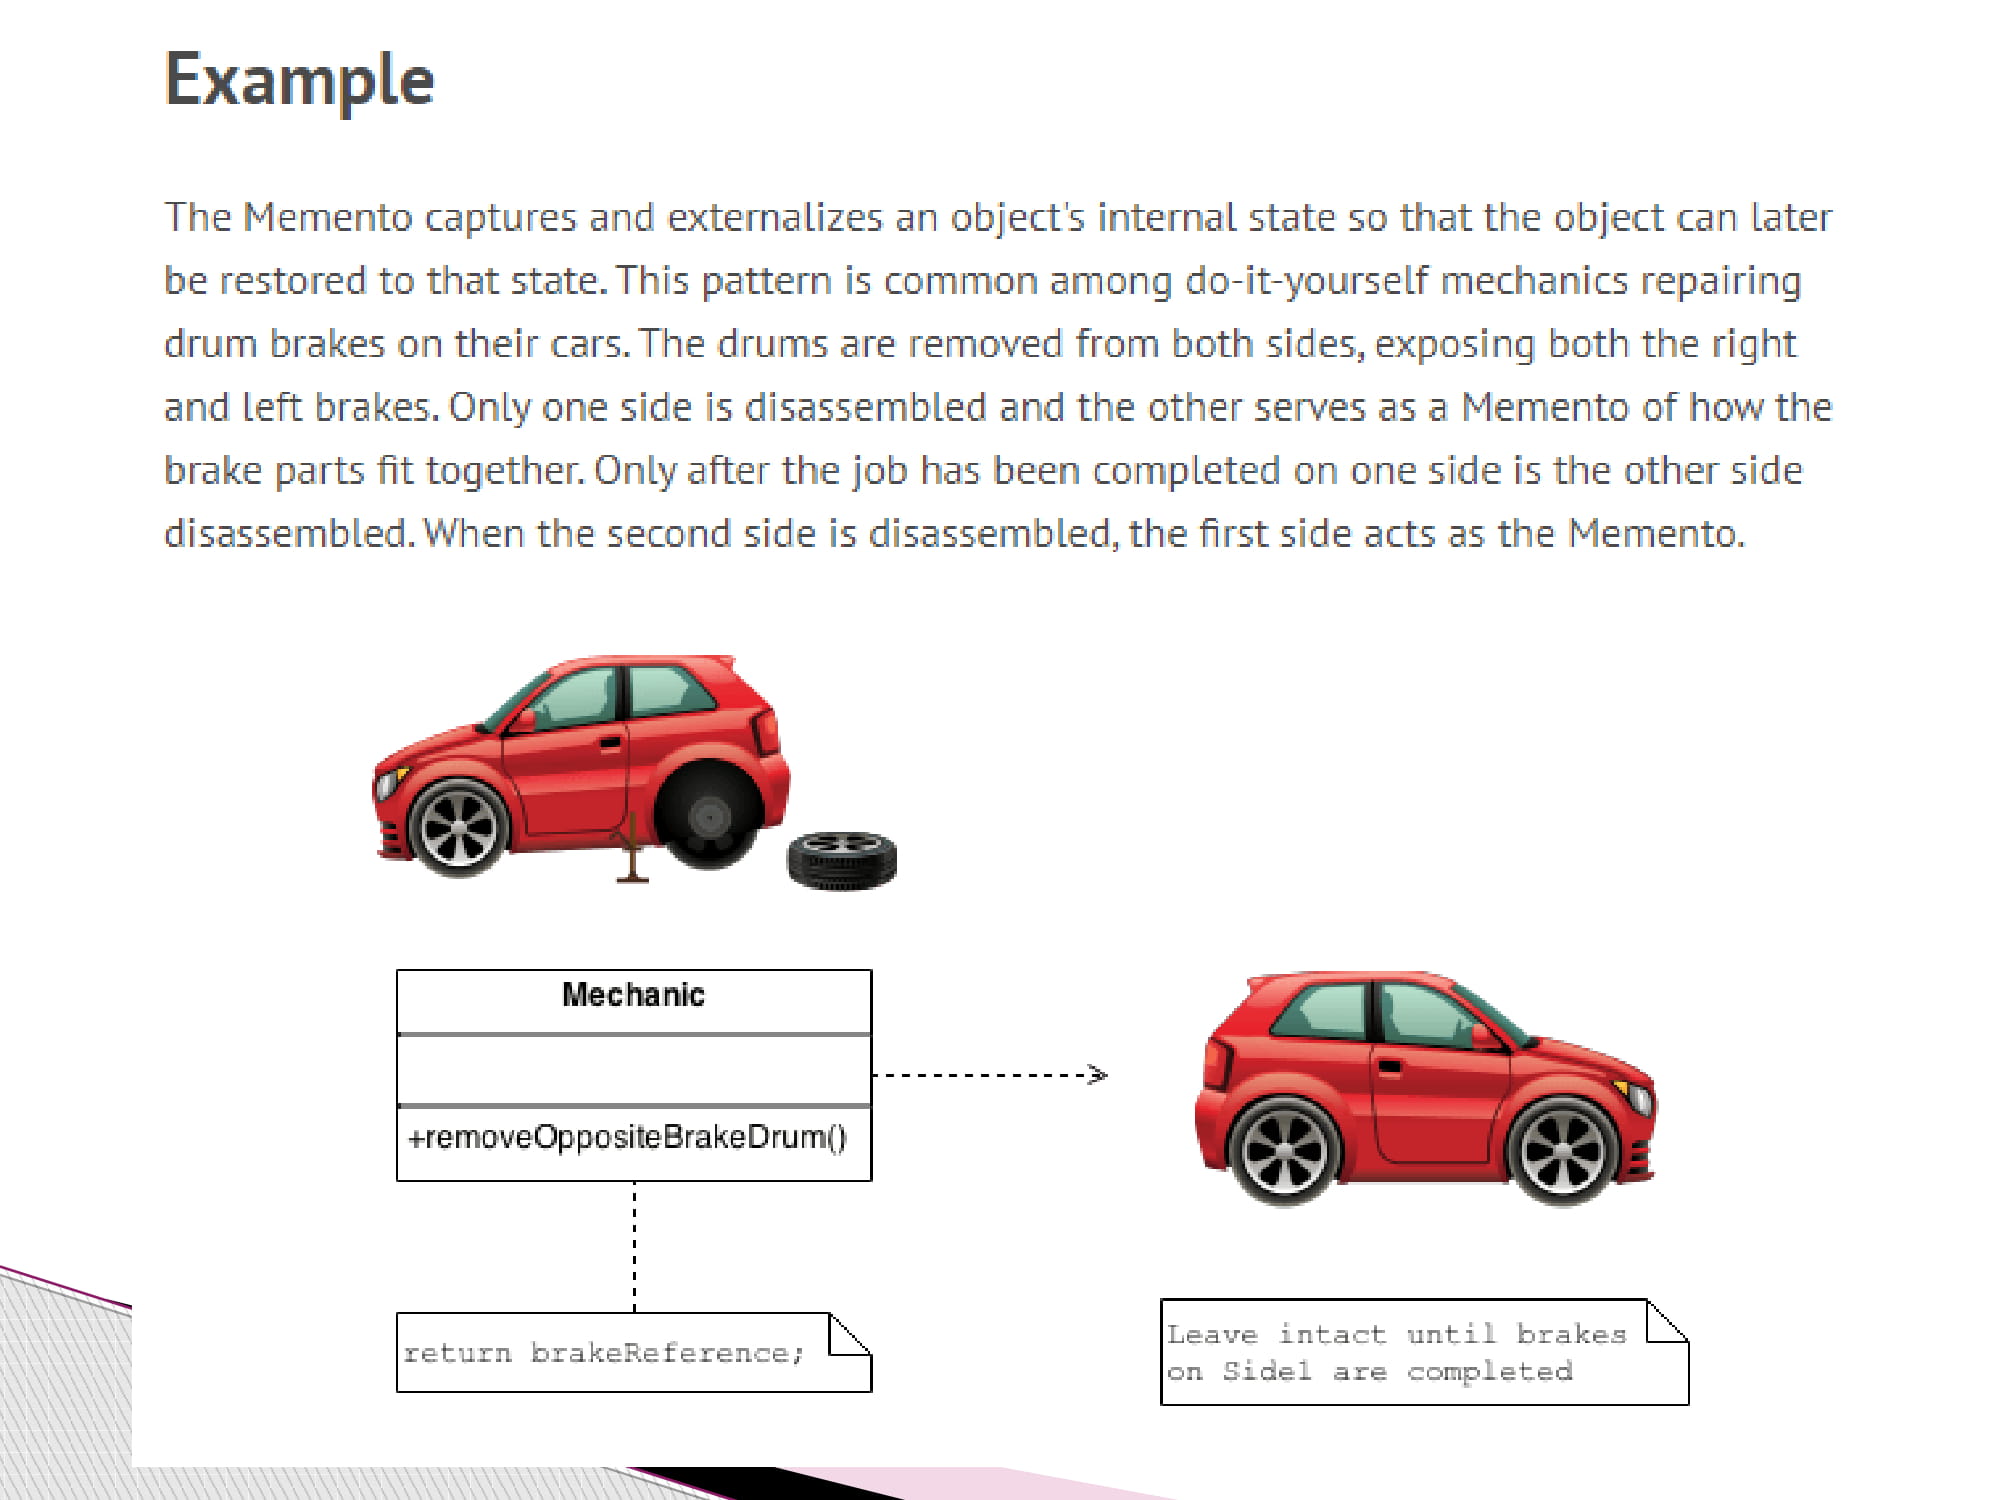 Example
The Memento captures and externalizes an object's internal state so that the object can later
be restored to that state. This pattern is common among do-it-yourself mechanics repairing
drum brakes on their cars. The drums are removed from both sides, exposing both the right
and left brakes. Only one side is disassembled and the other serves as a Memento of how the
brake parts fit together. Only after the job has been completed on one side is the other side
disassembled. When the second side is disassembled, the first side acts as the Memento.
Mechanic
+removeOppositeBrakeDrum()
return brakeReference;
Leave intact until brakes
on Side1 are completed